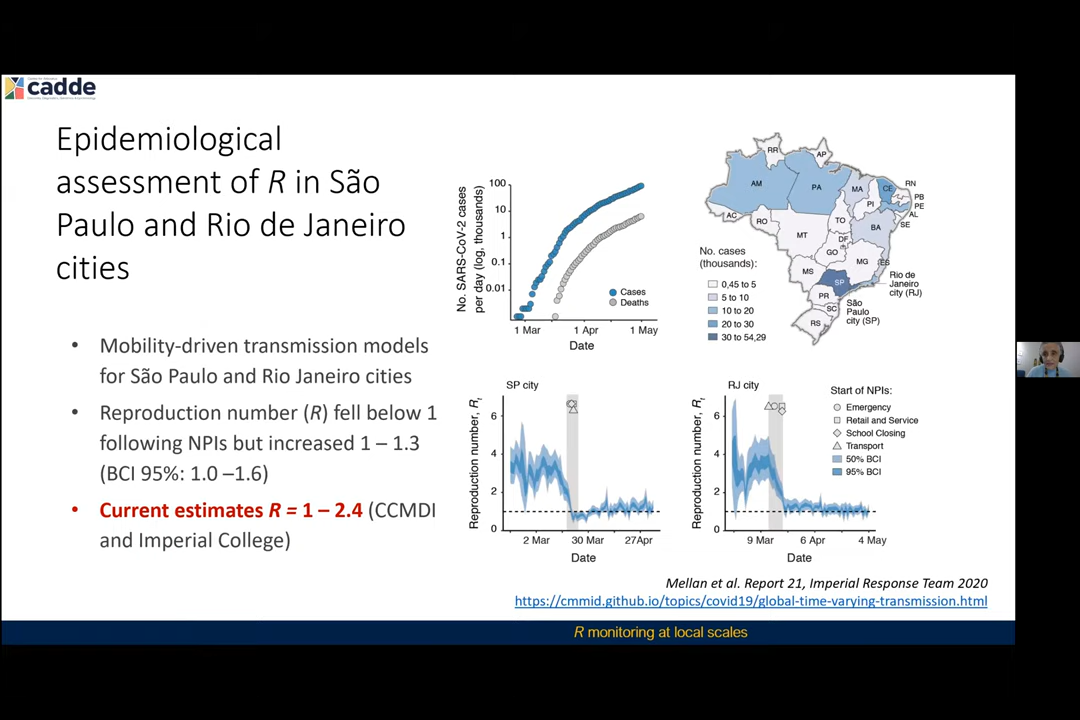 cadde
Epidemiological
assessment of R in São
Paulo and Rio de Janeiro
cities
• Mobility-driven transmission models
for São Paulo and Rio Janeiro cities
• Reproduction number (R) fell below 1
following NPIs but increased 1 – 1.3
(BCI 95%: 1.0 –1.6)
• Current estimates R = 1 – 2.4 (CCMDI
and Imperial College)
No. SARS-CoV-2 cases
per day (log, thousands)
100
10
1
0.1
0.01
Cases
Deaths
1 Mar 1 Apr 1 May
Date
RR
AP
AM
PA
MA
CE
RN
PB
PE
AL
SE
PI
AC
RO
TO
BA
MT
DF
GO
MG
ES
MS
SP
PR
SC
RS
Rio de
Janeiro
city (RJ)
São
Paulo
city (SP)
No. cases
(thousands):
0,45 to 5
5 to 10
10 to 20
20 to 30
30 to 54,29
SP city
Reproduction number, Rt
6
4
2
0
2 Mar 30 Mar 27Apr
Date
RJ city
Reproduction number, Rt
6
4
2
0
9 Mar 6 Apr 4 May
Date
Start of NPIs:
Emergency
Retail and Service
School Closing
Transport
50% BCI
95% BCI
Mellan et al. Report 21, Imperial Response Team 2020
https://cmmid.github.io/topics/covid19/global-time-varying-transmission.html
R monitoring at local scales